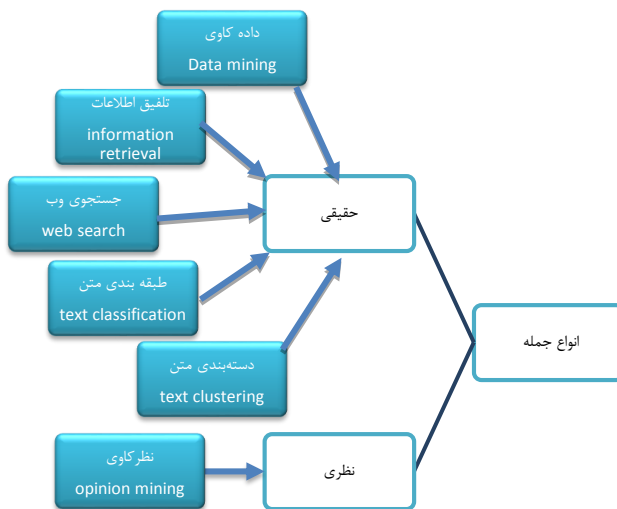 داده کاوی
Data mining
تلفیق اطلاعات
information
retrieval
جستجوی وب
web search
حقیقی
طبقه بندی متن
text classification
انواع جمله
دسته‌بندی متن
text clustering
نظرکاوی
opinion mining
نظری